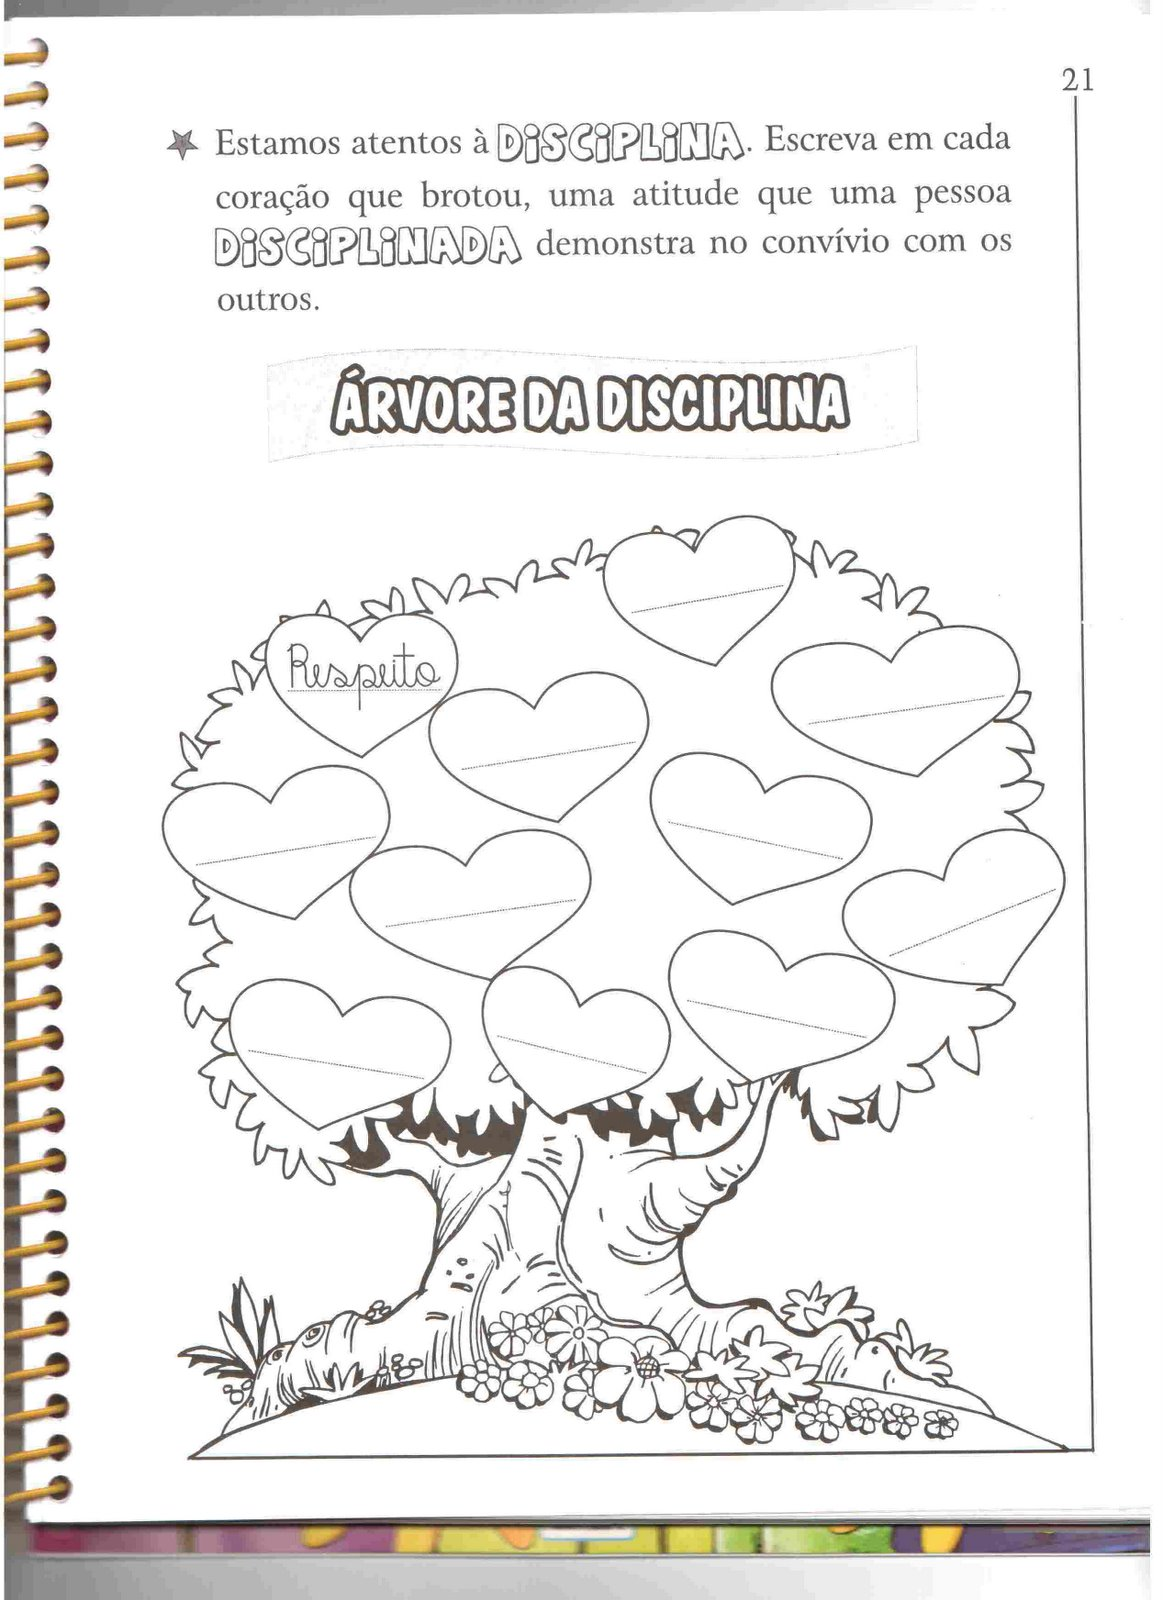 21
Estamos atentos à DISCIPLINA. Escreva em cada
coração que brotou, uma atitude que uma pessoa
DISCIPLINADA demonstra no convívio com os
outros.
ÁRVORE DA DISCIPLINA
Respeito